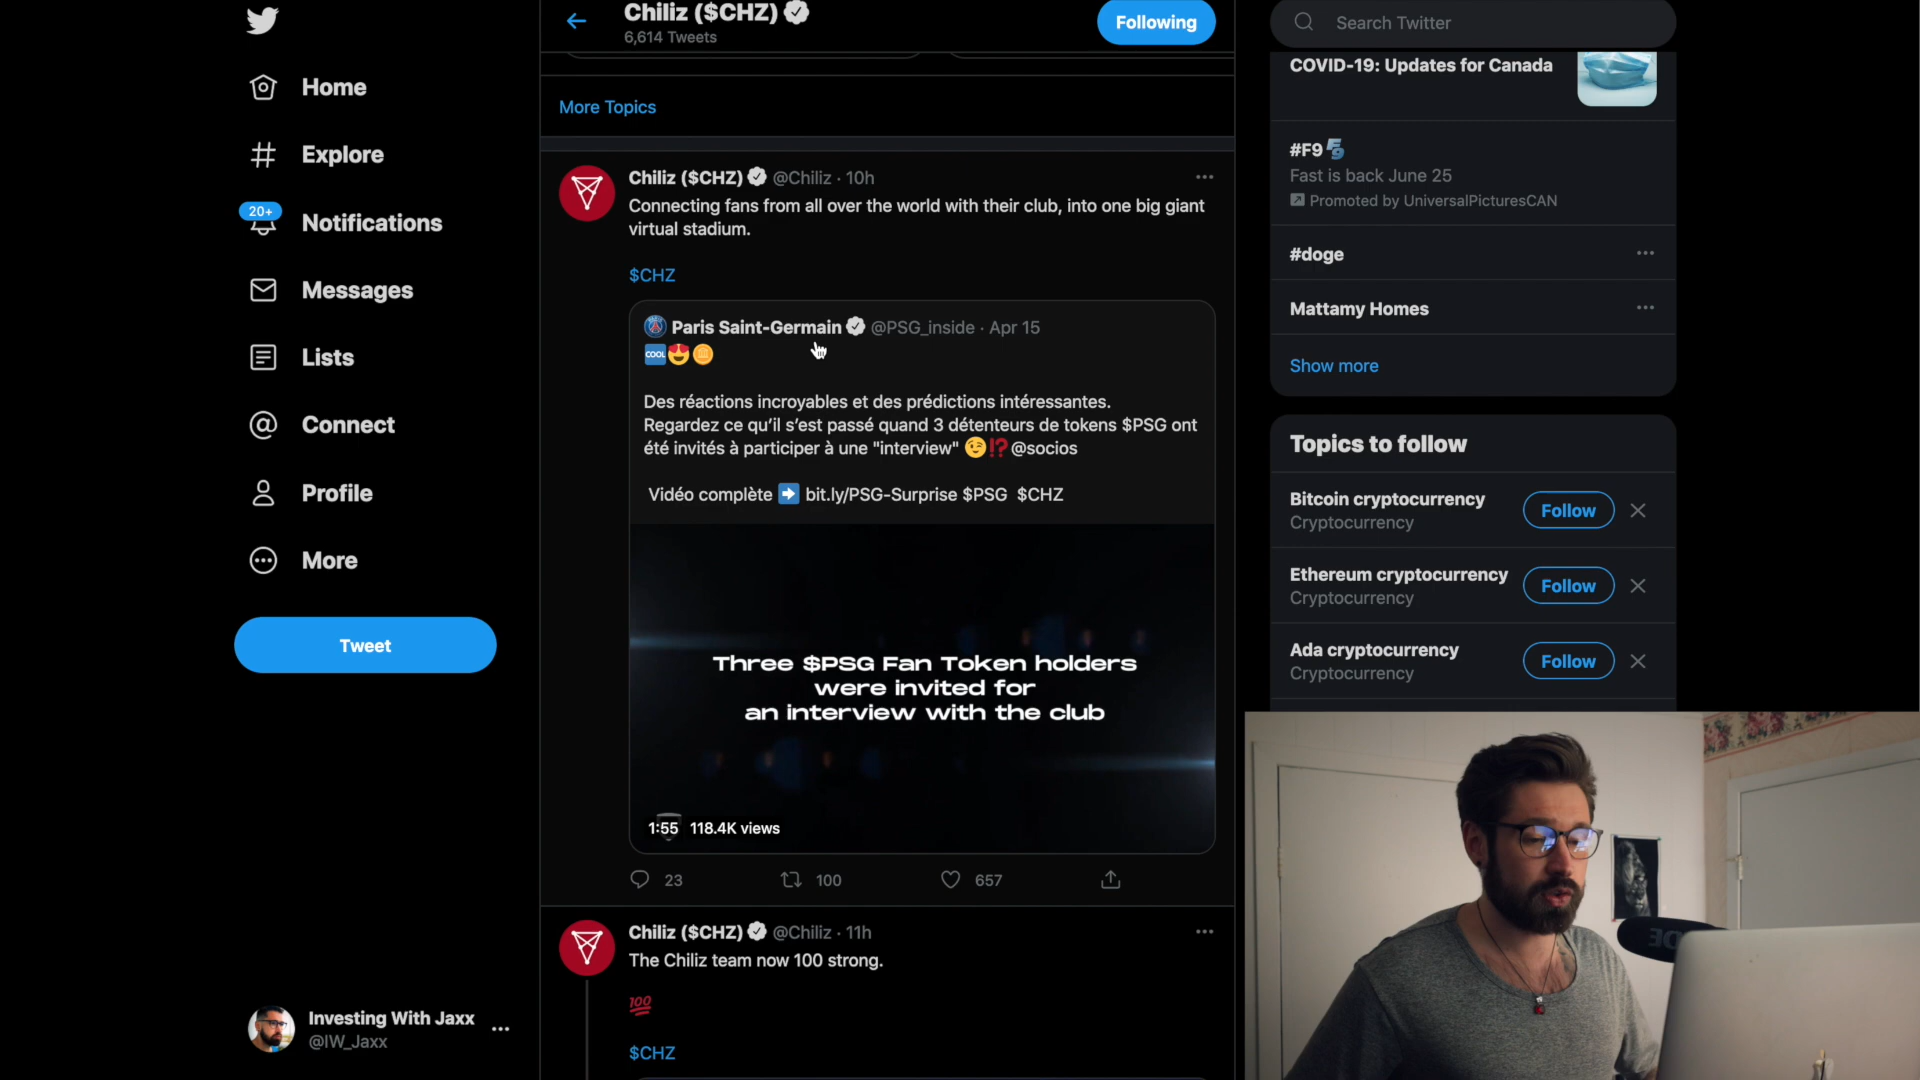 Home
Explore
20+
Notifications
Messages
Lists
Connect
Profile
More
Tweet
Investing With Jaxx
@IW_Jaxx
Chiliz ($CHZ)
6,614 Tweets
Following
More Topics
Chiliz ($CHZ) @Chiliz · 10h
Connecting fans from all over the world with their club, into one big giant
virtual stadium.
$CHZ
Paris Saint-Germain @PSG_inside · Apr 15
COOL
Des réactions incroyables et des prédictions intéressantes.
Regardez ce qu’il s’est passé quand 3 détenteurs de tokens $PSG ont
été invités à participer à une "interview" 😉⁉️ @socios
Vidéo complète ➡️ bit.ly/PSG-Surprise $PSG $CHZ
Three $PSG Fan Token holders
were invited for
an interview with the club
1:55 118.4K views
23 100 657
Chiliz ($CHZ) @Chiliz · 11h
The Chiliz team now 100 strong.
💯
$CHZ
Search Twitter
COVID-19: Updates for Canada
#F9
Fast is back June 25
Promoted by UniversalPicturesCAN
#doge
Mattamy Homes
Show more
Topics to follow
Bitcoin cryptocurrency
Cryptocurrency
Follow
Ethereum cryptocurrency
Cryptocurrency
Follow
Ada cryptocurrency
Cryptocurrency
Follow